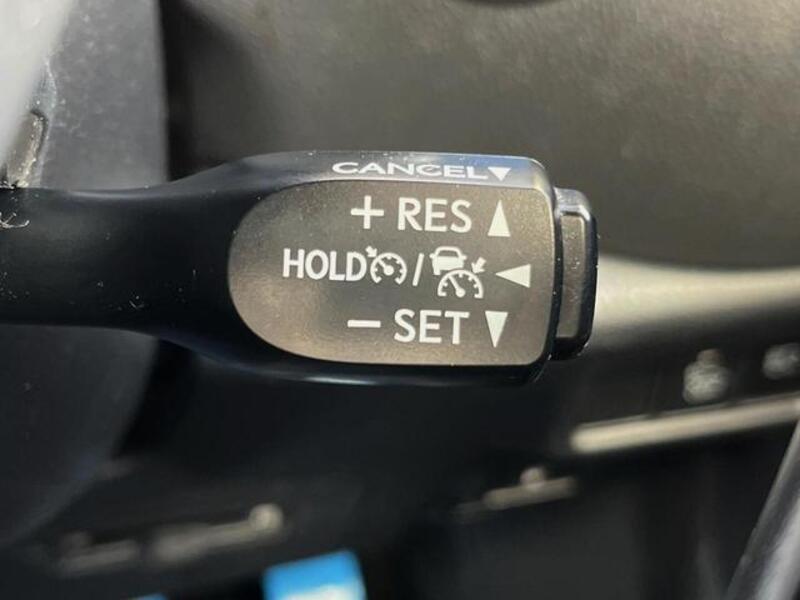 CANCEL
+ RES
HOLD /
− SET